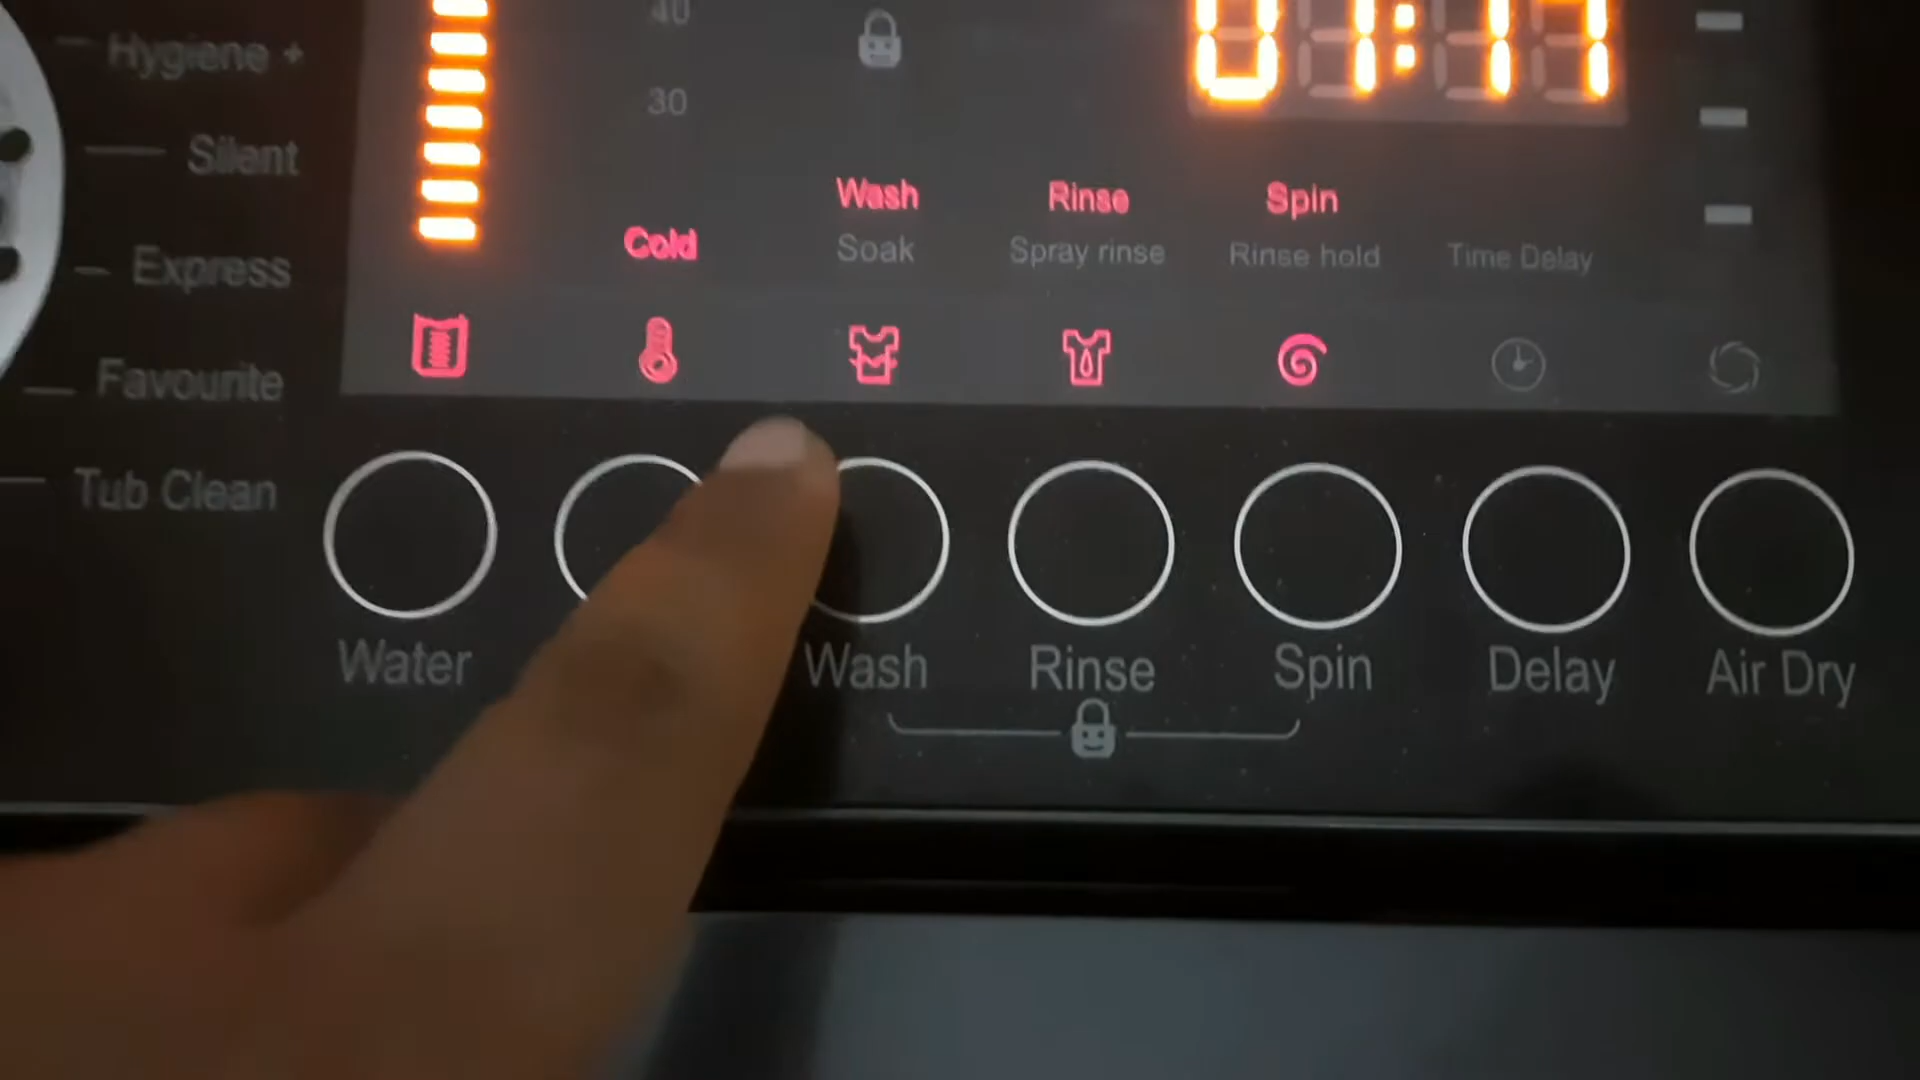 Hygiene +
Silent
Express
Favourite
Tub Clean
40
30
Cold
01:17
Wash
Soak
Rinse
Spray rinse
Spin
Rinse hold
Time Delay
Water
Wash
Rinse
Spin
Delay
Air Dry